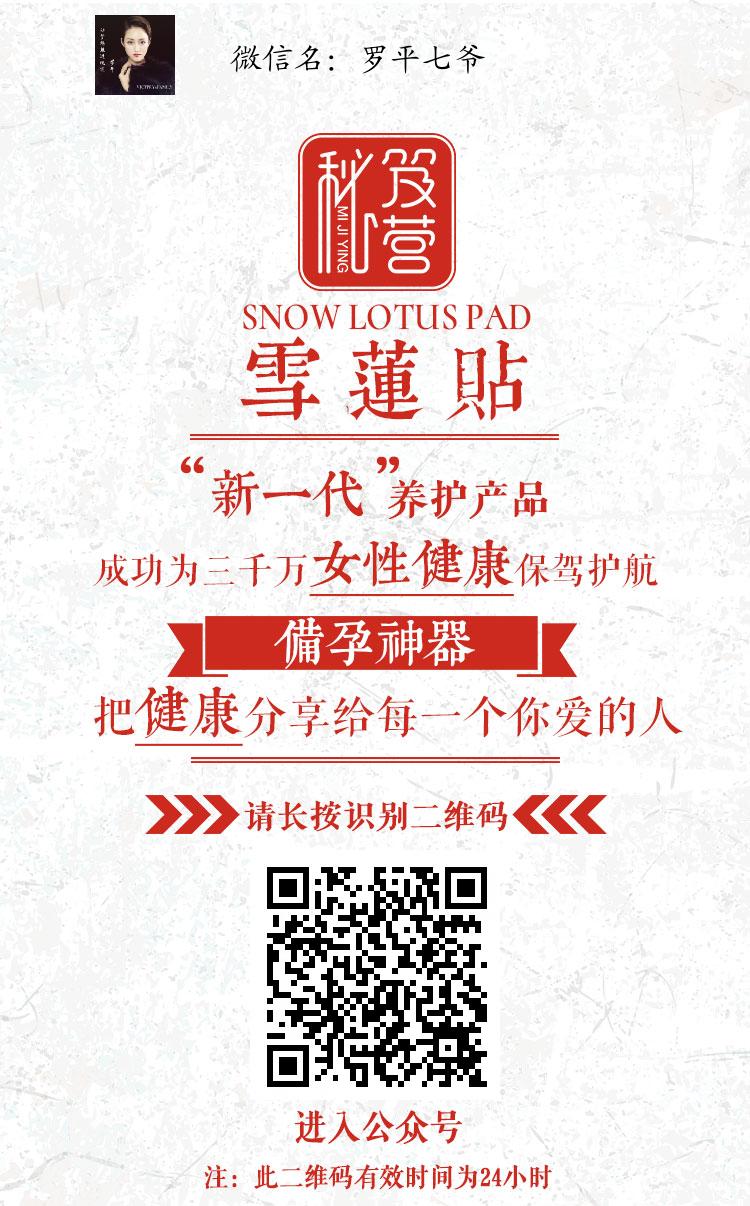 微信名：罗平七爷
秘笈营
MI JI YING
SNOW LOTUS PAD
雪蓮貼
“新一代”养护产品
成功为三千万女性健康保驾护航
備孕神器
把健康分享给每一个你爱的人
请长按识别二维码
进入公众号
注：此二维码有效时间为24小时